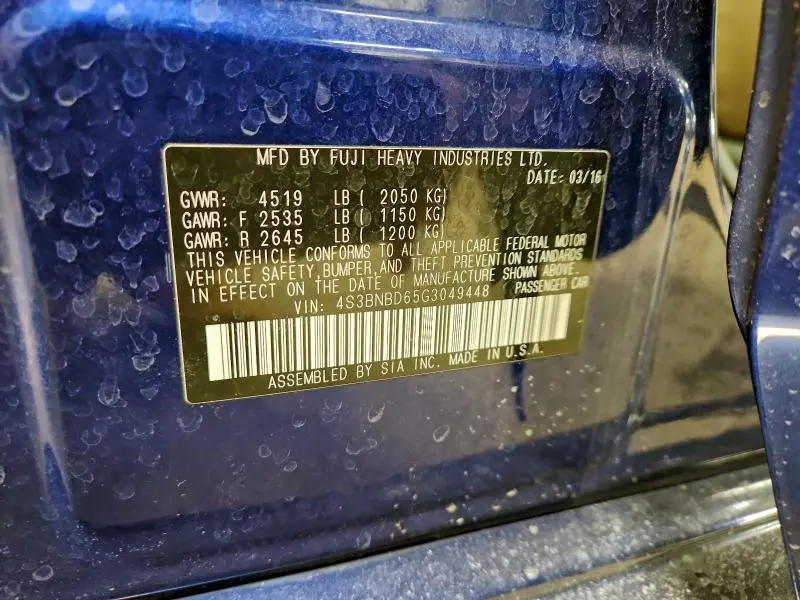 MFD BY FUJI HEAVY INDUSTRIES LTD.
DATE: 03/16
GVWR: 4519 LB ( 2050 KG)
GAWR: F 2535 LB ( 1150 KG)
GAWR: R 2645 LB ( 1200 KG)
THIS VEHICLE CONFORMS TO ALL APPLICABLE FEDERAL MOTOR
VEHICLE SAFETY, BUMPER, AND THEFT PREVENTION STANDARDS
IN EFFECT ON THE DATE OF MANUFACTURE SHOWN ABOVE.
VIN: 4S3BNBD65G3049448 PASSENGER CAR
ASSEMBLED BY SIA INC. MADE IN U.S.A.